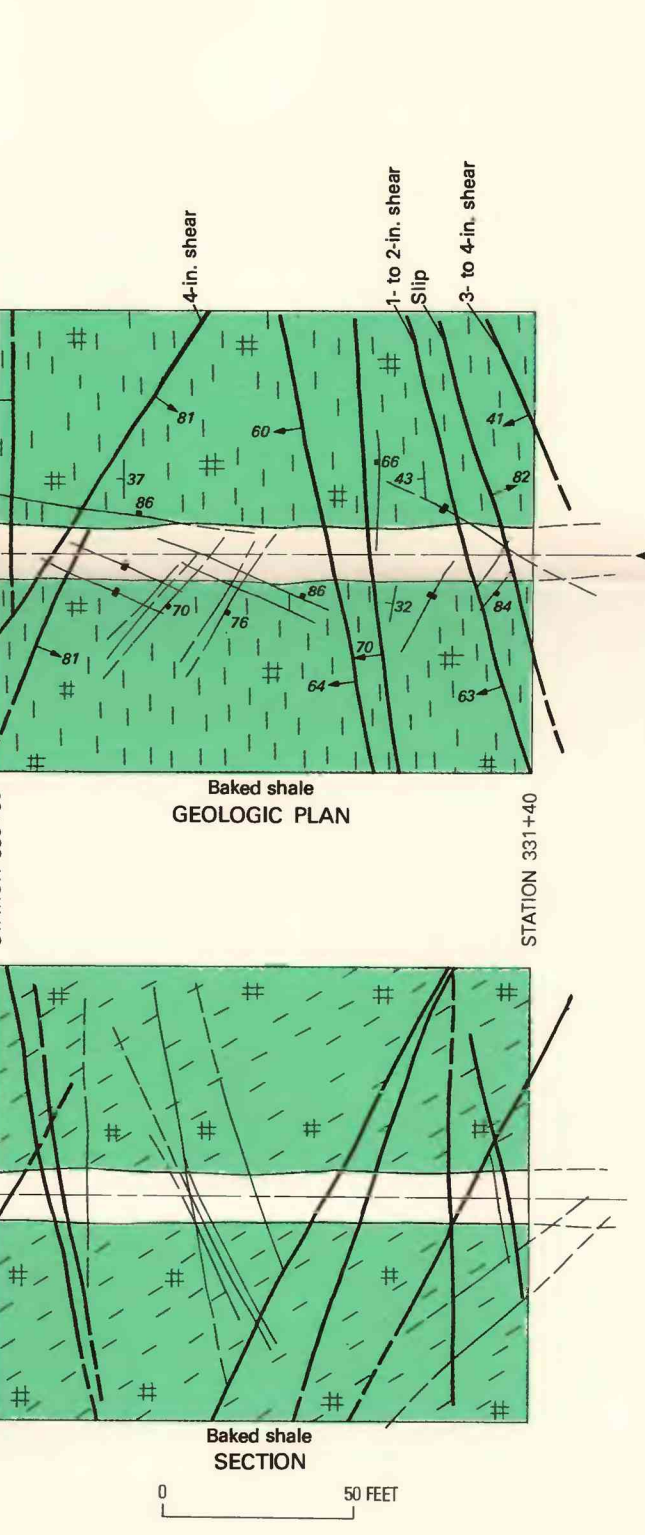 4-in. shear
1- to 2-in. shear
Slip
3- to 4-in. shear
81
60
41
66
37
43
82
86
86
32
84
70
76
70
81
64
63
Baked shale
GEOLOGIC PLAN
STATION 331+40
Baked shale
SECTION
0 50 FEET